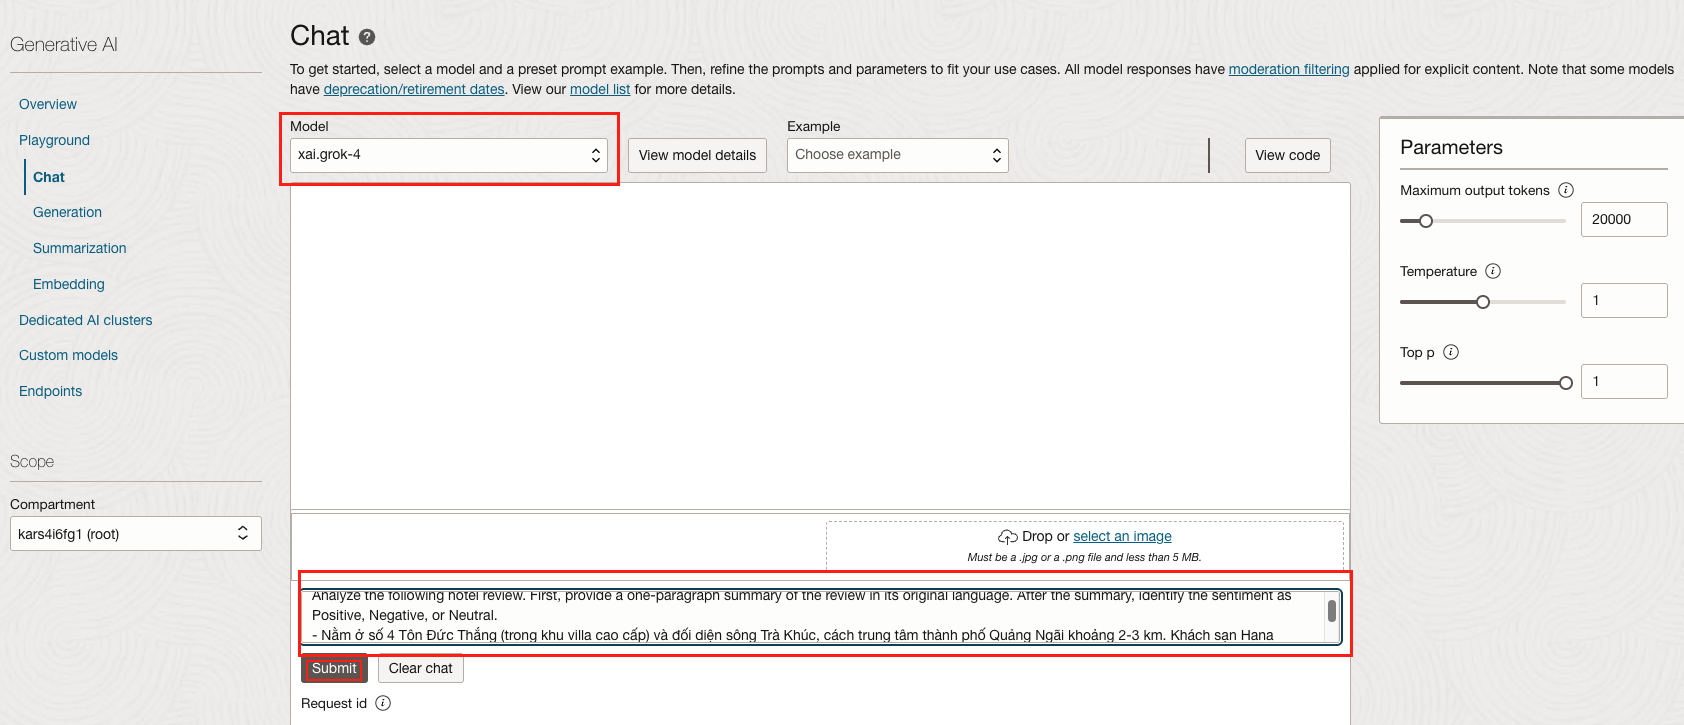 Generative AI
Overview
Playground
Chat
Generation
Summarization
Embedding
Dedicated AI clusters
Custom models
Endpoints
Scope
Compartment
kars4i6fg1 (root)
Chat ?
To get started, select a model and a preset prompt example. Then, refine the prompts and parameters to fit your use cases. All model responses have moderation filtering applied for explicit content. Note that some models
have deprecation/retirement dates. View our model list for more details.
Model
xai.grok-4
View model details
Example
Choose example
View code
Drop or select an image
Must be a .jpg or a .png file and less than 5 MB.
Analyze the following hotel review. First, provide a one-paragraph summary of the review in its original language. After the summary, identify the sentiment as
Positive, Negative, or Neutral.
- Nằm ở số 4 Tôn Đức Thắng (trong khu villa cao cấp) và đối diện sông Trà Khúc, cách trung tâm thành phố Quảng Ngãi khoảng 2-3 km. Khách sạn Hana
Submit
Clear chat
Request id i
Parameters
Maximum output tokens i
20000
Temperature i
1
Top p i
1